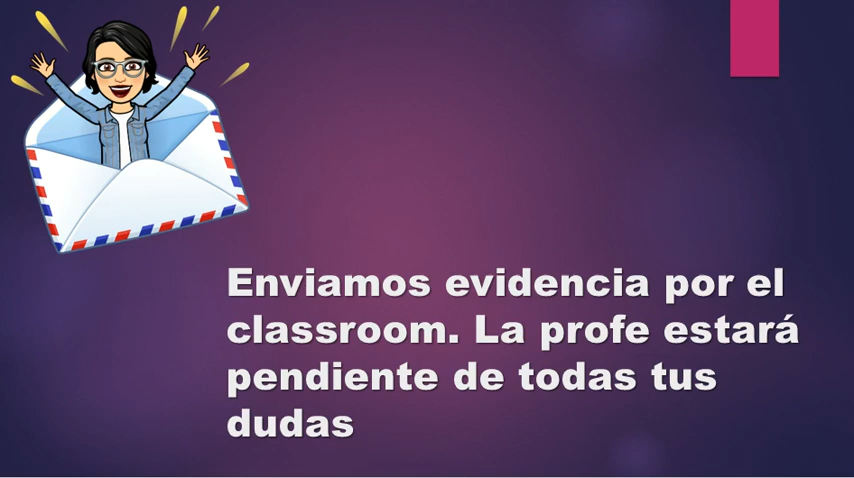 Enviamos evidencia por el
classroom. La profe estará
pendiente de todas tus
dudas